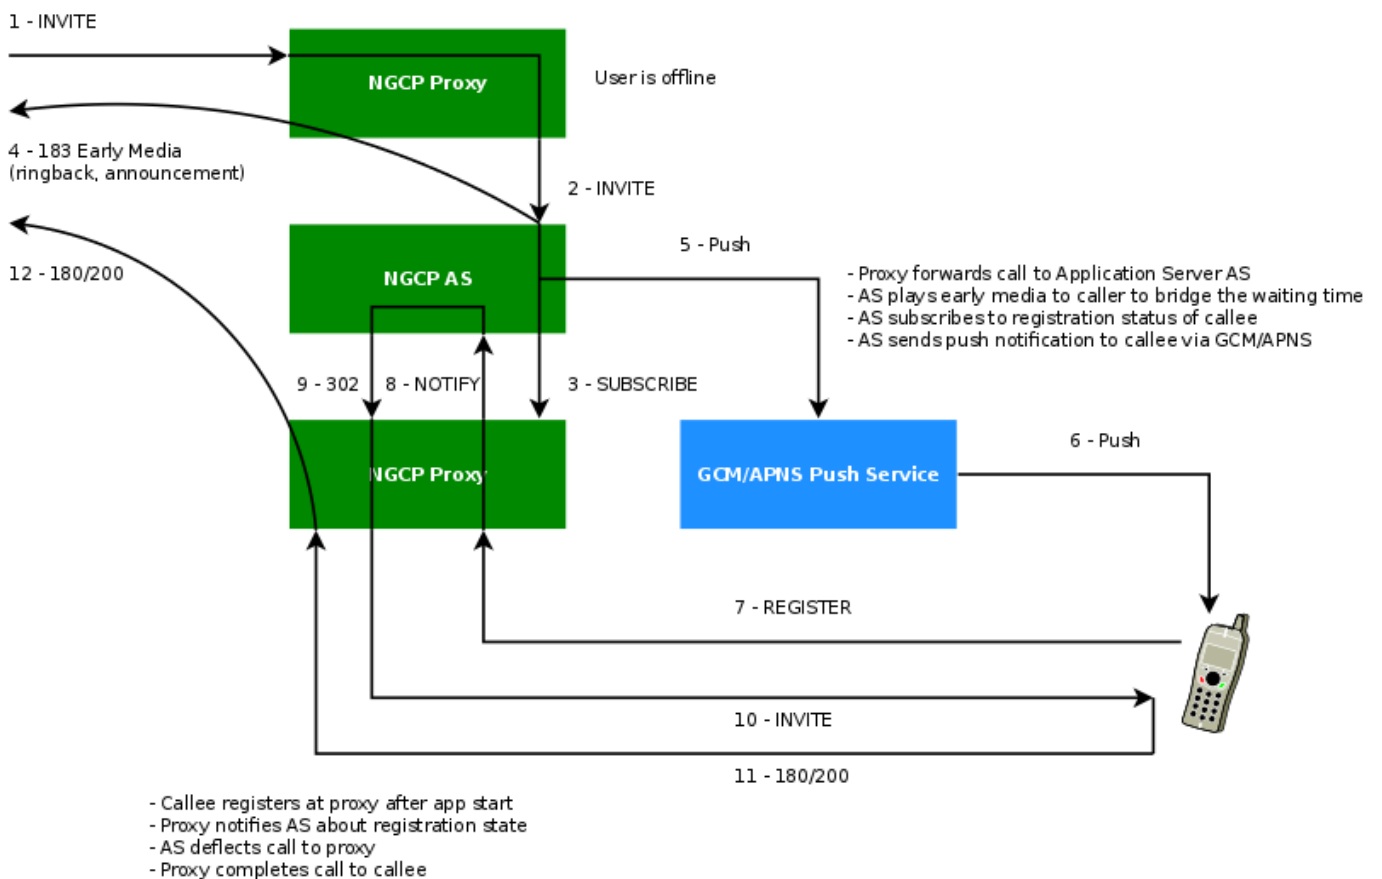 1 - INVITE
NGCP Proxy
User is offline
4 - 183 Early Media
(ringback, announcement)
2 - INVITE
12 - 180/200
NGCP AS
5 - Push
- Proxy forwards call to Application Server AS
- AS plays early media to caller to bridge the waiting time
- AS subscribes to registration status of callee
- AS sends push notification to callee via GCM/APNS
9 - 302
8 - NOTIFY
3 - SUBSCRIBE
NGCP Proxy
GCM/APNS Push Service
6 - Push
7 - REGISTER
10 - INVITE
11 - 180/200
- Callee registers at proxy after app start
- Proxy notifies AS about registration state
- AS deflects call to proxy
- Proxy completes call to callee